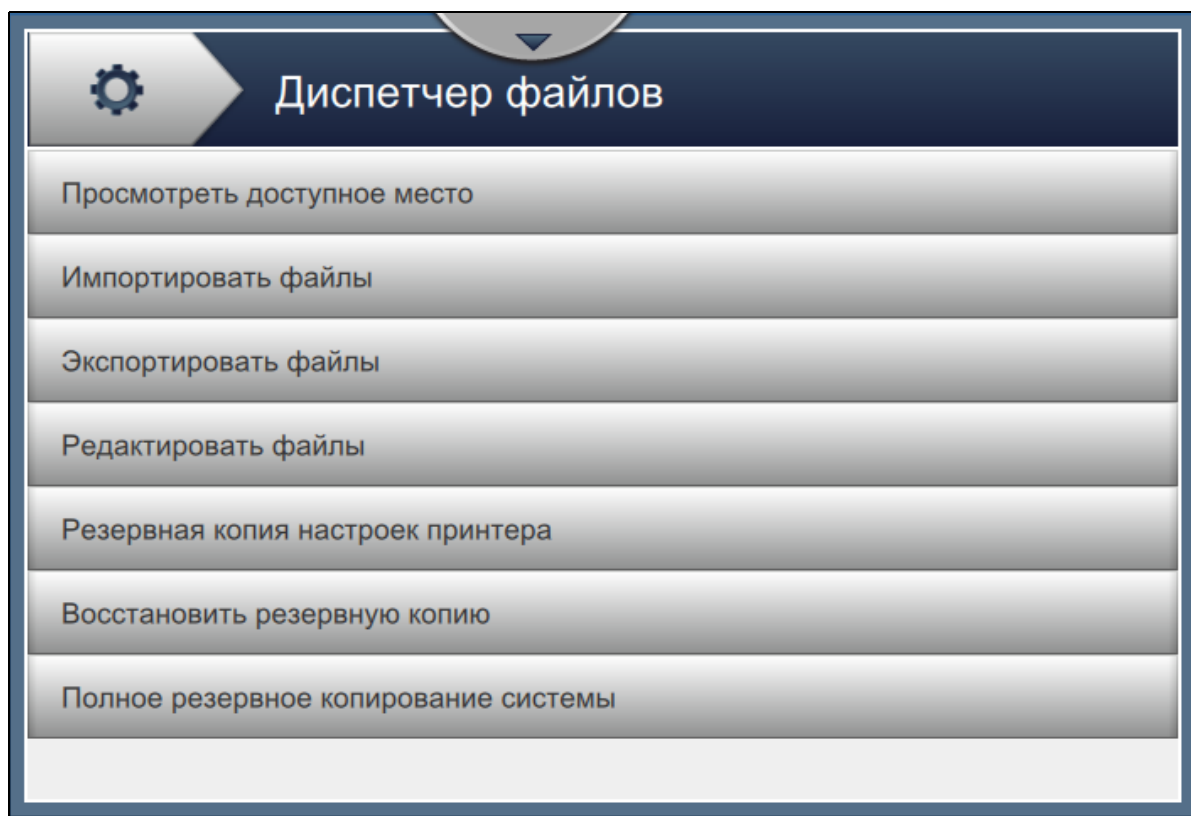 Диспетчер файлов
Просмотреть доступное место
Импортировать файлы
Экспортировать файлы
Редактировать файлы
Резервная копия настроек принтера
Восстановить резервную копию
Полное резервное копирование системы